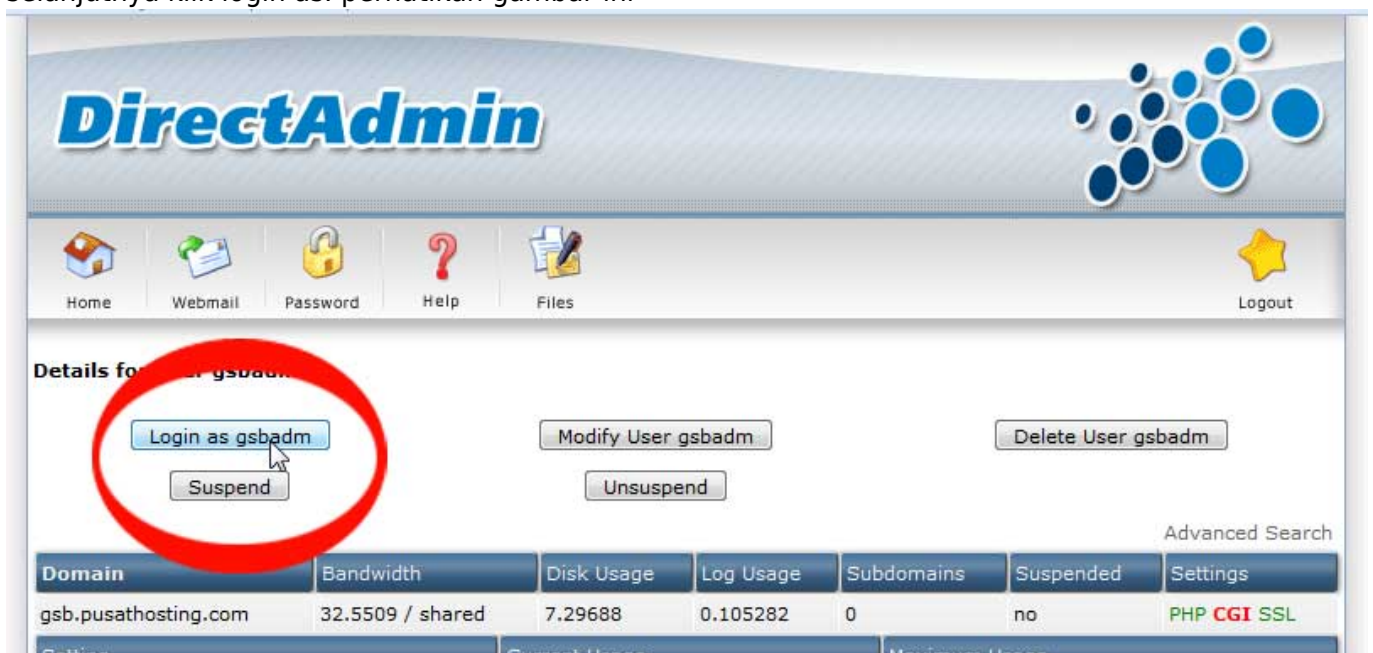 DirectAdmin
Home Webmail Password Help Files Logout
Details fo
Login as gsbadm Modify User gsbadm Delete User gsbadm
Suspend Unsuspend
Advanced Search
Domain Bandwidth Disk Usage Log Usage Subdomains Suspended Settings
gsb.pusathosting.com 32.5509 / shared 7.29688 0.105282 0 no PHP CGI SSL